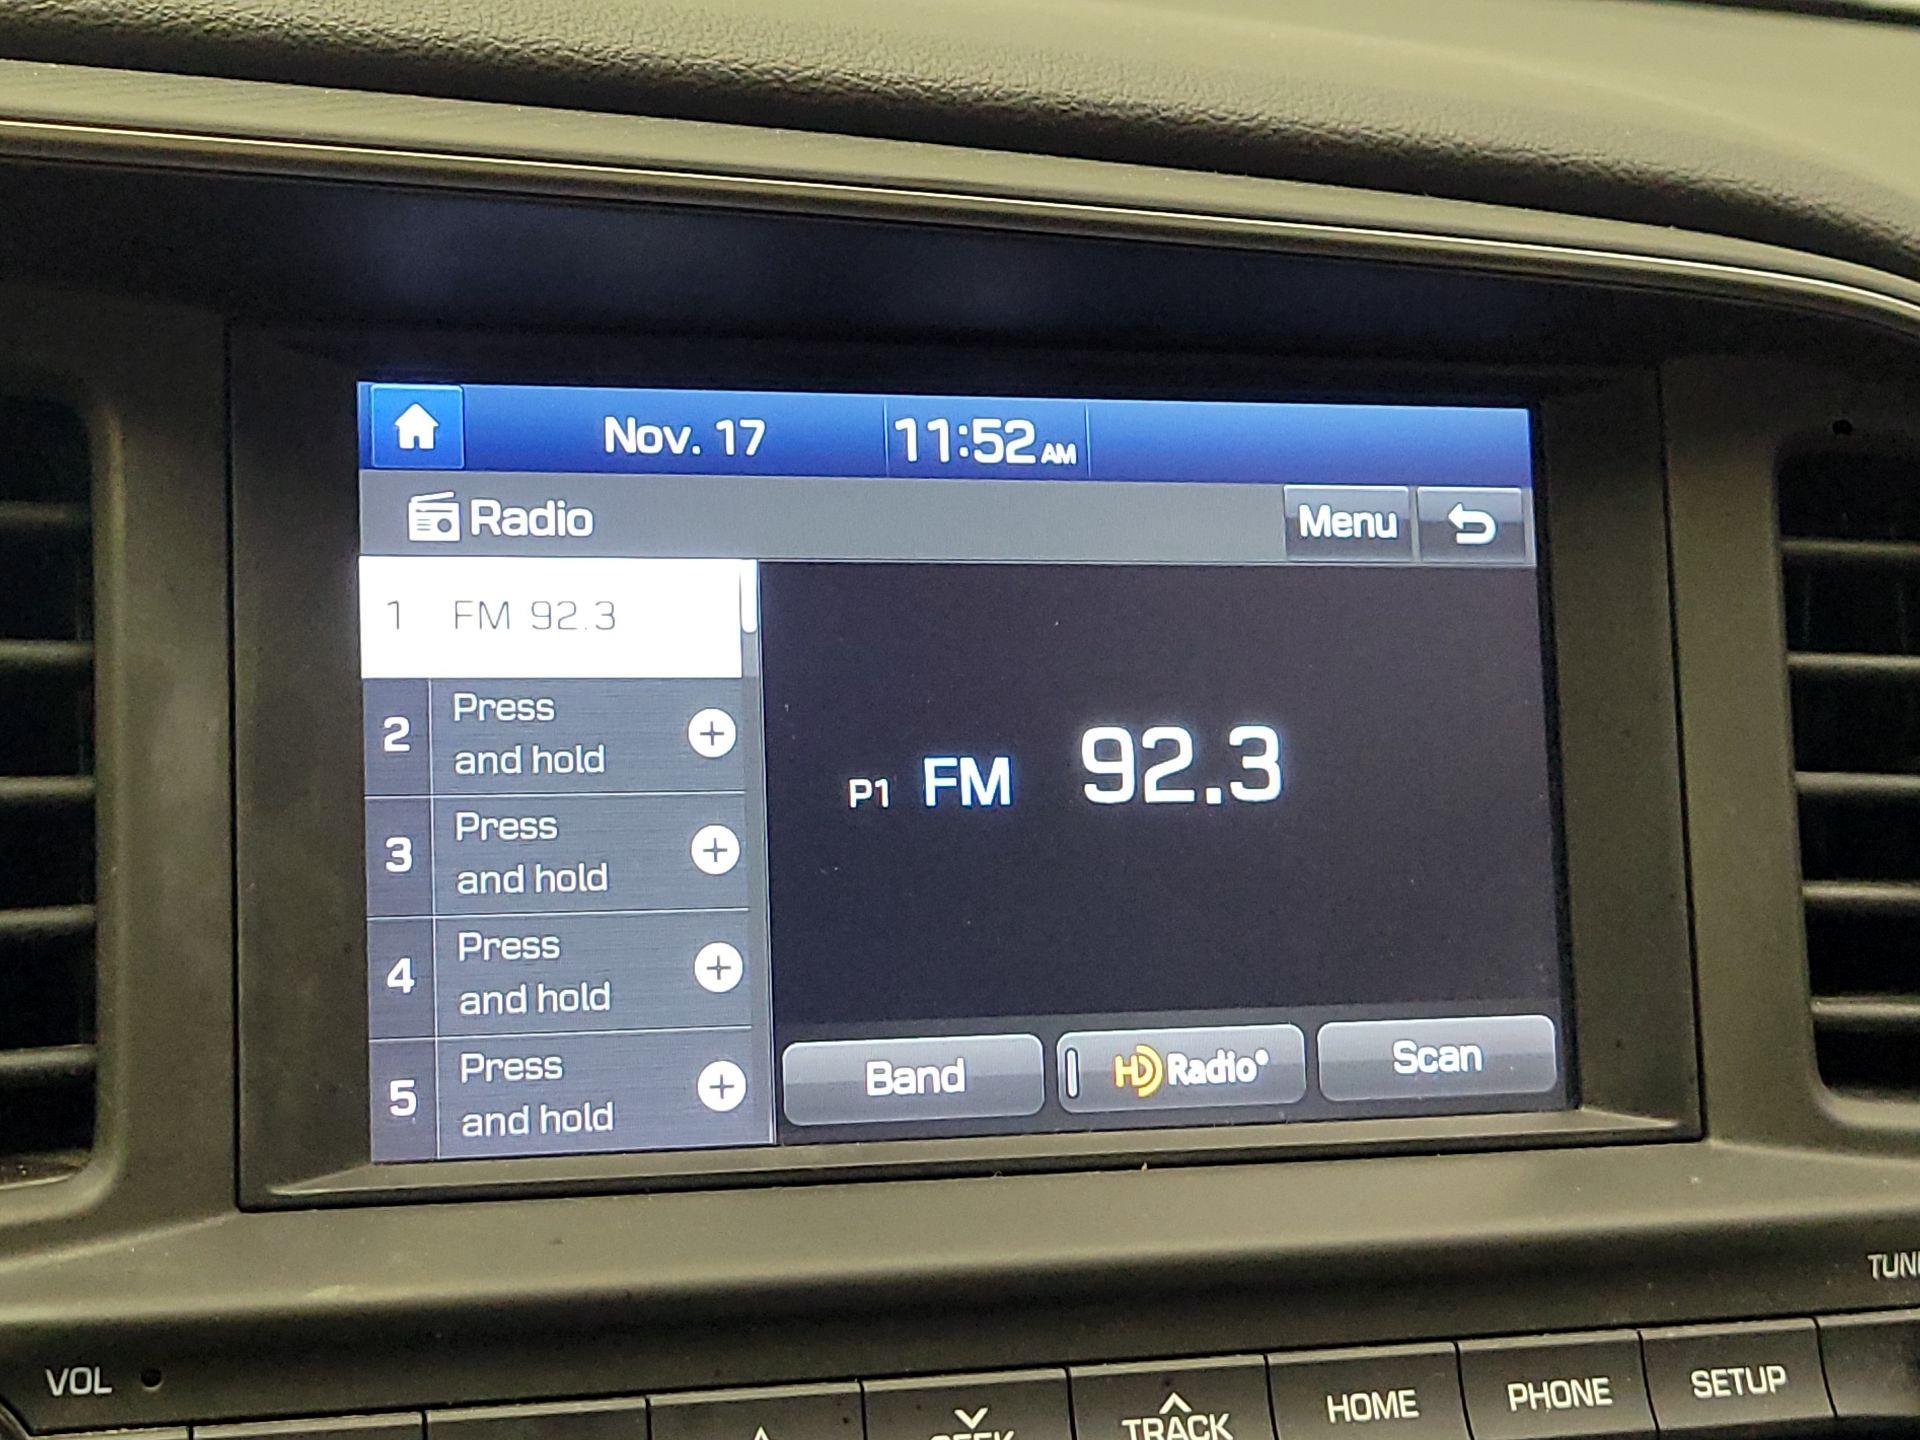 Nov. 17 11:52 AM
Radio Menu
1 FM 92.3
2 Press
and hold
3 Press
and hold
4 Press
and hold
5 Press
and hold
P1 FM 92.3
Band HD Radio® Scan
VOL
TRACK HOME PHONE SETUP